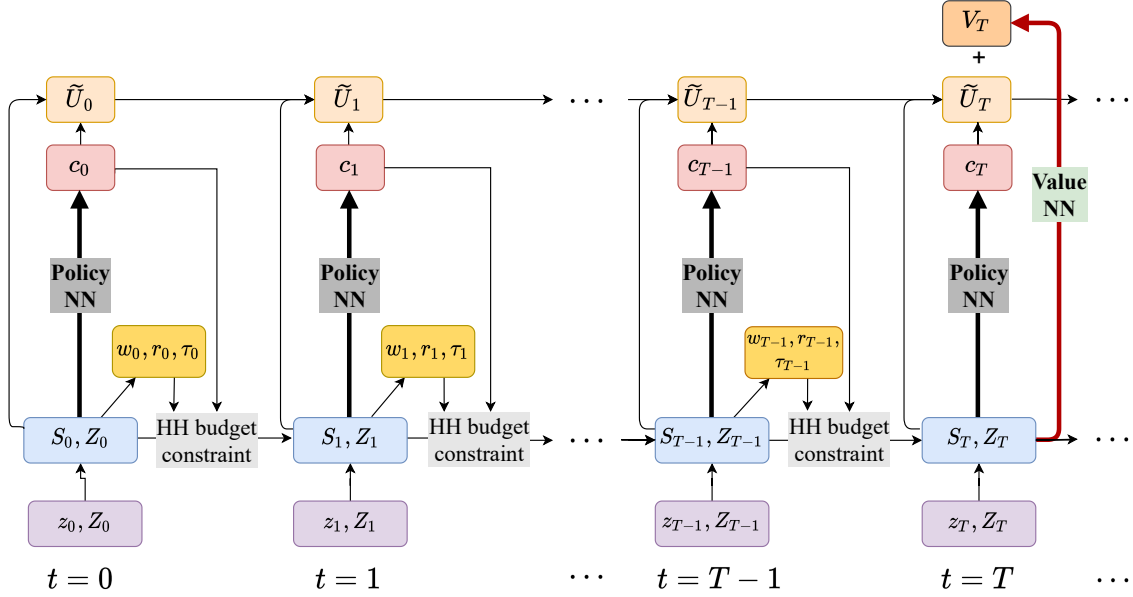 V_T
+
Ũ_0
Ũ_1
⋯
Ũ_{T−1}
Ũ_T
⋯
c_0
c_1
c_{T−1}
c_T
Value
NN
Policy
NN
Policy
NN
Policy
NN
Policy
NN
w_0, r_0, τ_0
w_1, r_1, τ_1
w_{T−1}, r_{T−1},
τ_{T−1}
S_0, Z_0
HH budget
constraint
S_1, Z_1
HH budget
constraint
⋯
S_{T−1}, Z_{T−1}
HH budget
constraint
S_T, Z_T
⋯
z_0, Z_0
z_1, Z_1
z_{T−1}, Z_{T−1}
z_T, Z_T
t = 0
t = 1
⋯
t = T − 1
t = T
⋯